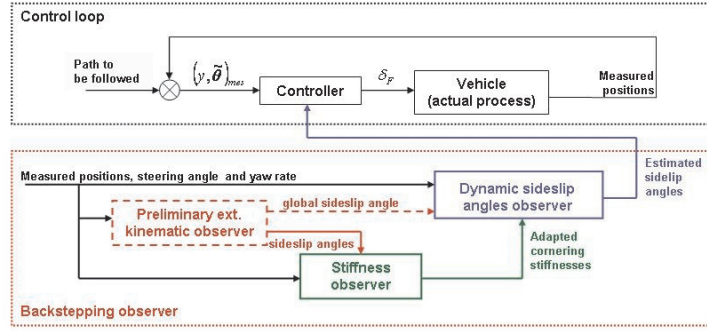 Control loop
Path to
be followed
(y, θ̃)mes
Controller
δF
Vehicle
(actual process)
Measured
positions
Measured positions, steering angle and yaw rate
Estimated
sidelip
angles
Dynamic sideslip
angles observer
global sideslip angle
Preliminary ext.
kinematic observer
sideslip angles
Adapted
cornering
stiffnesses
Stiffness
observer
Backstepping observer